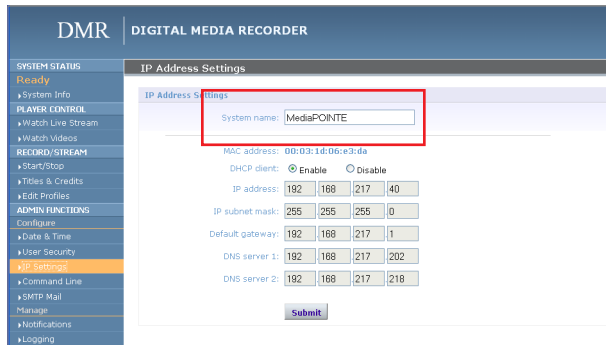 DMR DIGITAL MEDIA RECORDER
SYSTEM STATUS
Ready
System Info
PLAYER CONTROL
Watch Live Stream
Watch Videos
RECORD/STREAM
Start/Stop
Titles & Credits
Edit Profiles
ADMIN FUNCTIONS
Configure
Date & Time
User Security
IP Settings
Command Line
SMTP Mail
Manage
Notifications
Logging
IP Address Settings
IP Address Settings
System name: MediaPOINTE
MAC address: 00:03:1d:06:e3:da
DHCP client: Enable Disable
IP address: 192 .168 .217 .40
IP subnet mask: 255 .255 .255 .0
Default gateway: 192 .168 .217 .1
DNS server 1: 192 .168 .217 .202
DNS server 2: 192 .168 .217 .218
Submit